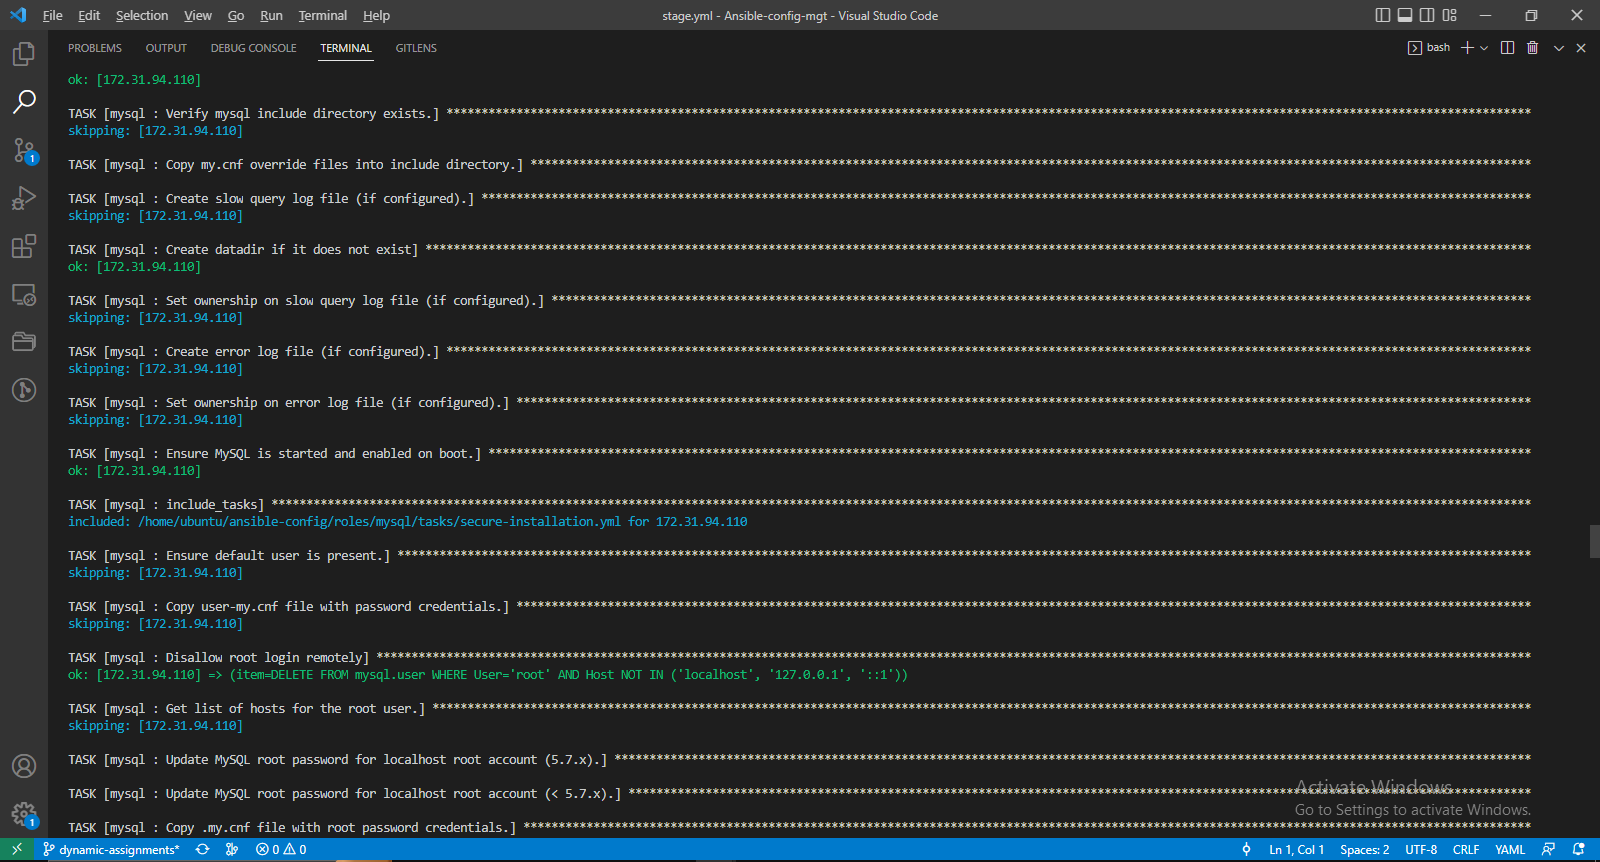 File Edit Selection View Go Run Terminal Help stage.yml - Ansible-config-mgt - Visual Studio Code
PROBLEMS OUTPUT DEBUG CONSOLE TERMINAL GITLENS bash
ok: [172.31.94.110]
TASK [mysql : Verify mysql include directory exists.] ***********************************************************************************************************************************************************
skipping: [172.31.94.110]
TASK [mysql : Copy my.cnf override files into include directory.] ***********************************************************************************************************************************************
TASK [mysql : Create slow query log file (if configured).] ******************************************************************************************************************************************************
skipping: [172.31.94.110]
TASK [mysql : Create datadir if it does not exist] **************************************************************************************************************************************************************
ok: [172.31.94.110]
TASK [mysql : Set ownership on slow query log file (if configured).] ********************************************************************************************************************************************
skipping: [172.31.94.110]
TASK [mysql : Create error log file (if configured).] ***********************************************************************************************************************************************************
skipping: [172.31.94.110]
TASK [mysql : Set ownership on error log file (if configured).] *************************************************************************************************************************************************
skipping: [172.31.94.110]
TASK [mysql : Ensure MySQL is started and enabled on boot.] *****************************************************************************************************************************************************
ok: [172.31.94.110]
TASK [mysql : include_tasks] ************************************************************************************************************************************************************************************
included: /home/ubuntu/ansible-config/roles/mysql/tasks/secure-installation.yml for 172.31.94.110
TASK [mysql : Ensure default user is present.] ******************************************************************************************************************************************************************
skipping: [172.31.94.110]
TASK [mysql : Copy user-my.cnf file with password credentials.] *************************************************************************************************************************************************
skipping: [172.31.94.110]
TASK [mysql : Disallow root login remotely] *********************************************************************************************************************************************************************
ok: [172.31.94.110] => (item=DELETE FROM mysql.user WHERE User='root' AND Host NOT IN ('localhost', '127.0.0.1', '::1'))
TASK [mysql : Get list of hosts for the root user.] *************************************************************************************************************************************************************
skipping: [172.31.94.110]
TASK [mysql : Update MySQL root password for localhost root account (5.7.x).] ***********************************************************************************************************************************
TASK [mysql : Update MySQL root password for localhost root account (< 5.7.x).] *********************************************************************************************************************************
Activate Windows
Go to Settings to activate Windows.
TASK [mysql : Copy .my.cnf file with root password credentials.] ************************************************************************************************************************************************
dynamic-assignments* 0 0 Ln 1, Col 1 Spaces: 2 UTF-8 CRLF YAML